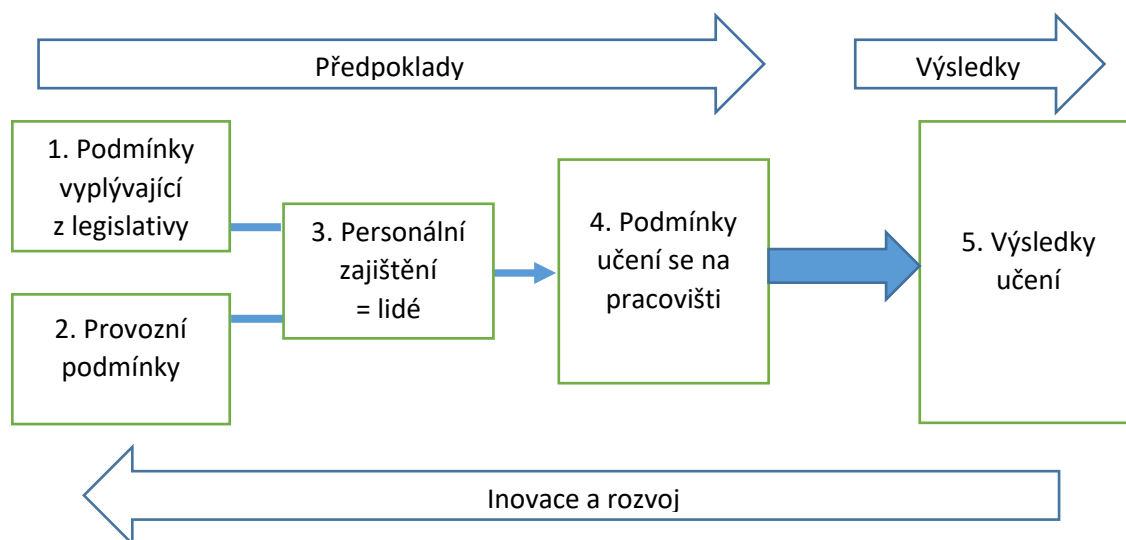 Předpoklady
Výsledky
1. Podmínky
vyplývající
z legislativy
2. Provozní
podmínky
3. Personální
zajištění
= lidé
4. Podmínky
učení se na
pracovišti
5. Výsledky
učení
Inovace a rozvoj